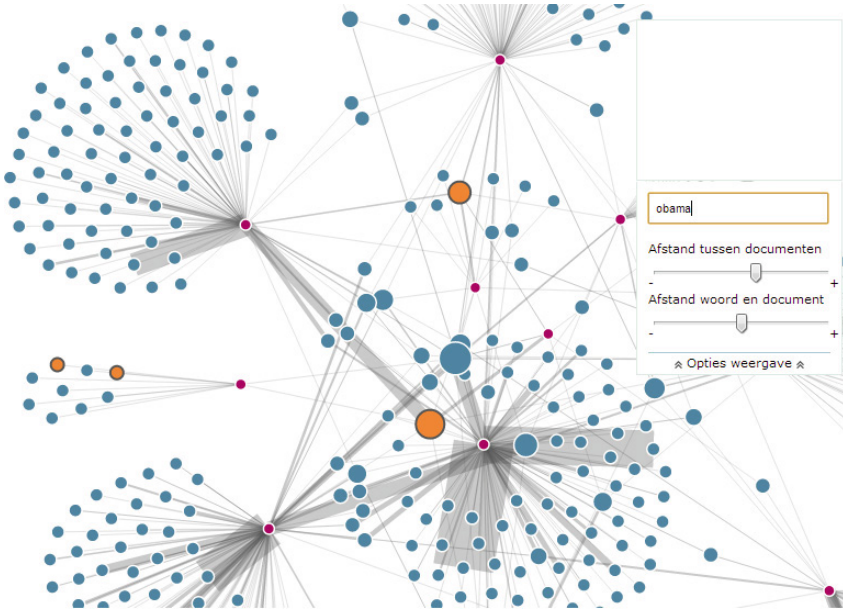 obama
Afstand tussen documenten
- +
Afstand woord en document
- +
Opties weergave